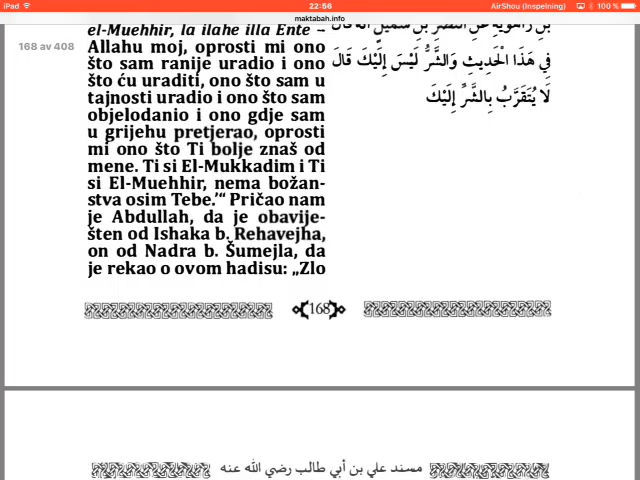 iPad 22:56 AirShou (Inspelning) 100 %
maktabah.info
168 av 408
el-Muehhir, la ilahe illa Ente –
Allahu moj, oprosti mi ono
što sam ranije uradio i ono
što ću uraditi, ono što sam u
tajnosti uradio i ono što sam
objelodanio i ono gdje sam
u grijehu pretjerao, oprosti
mi ono što Ti bolje znaš od
mene. Ti si El-Mukkadim i Ti
si El-Muehhir, nema božan-
stva osim Tebe.‘“ Pričao nam
je Abdullah, da je obavije-
šten od Ishaka b. Rehavejha,
on od Nadra b. Šumejla, da
je rekao o ovom hadisu: „Zlo
بْنِ رَاهَوَيْهِ عَنِ النَّضْرِ بْنِ شُمَيْلٍ أَنَّهُ قَالَ
فِي هَذَا الْحَدِيثِ وَالشَّرُّ لَيْسَ إِلَيْكَ قَالَ
لَا يُتَقَرَّبُ بِالشَّرِّ إِلَيْكَ
168
مسند علي بن أبي طالب رضي الله عنه